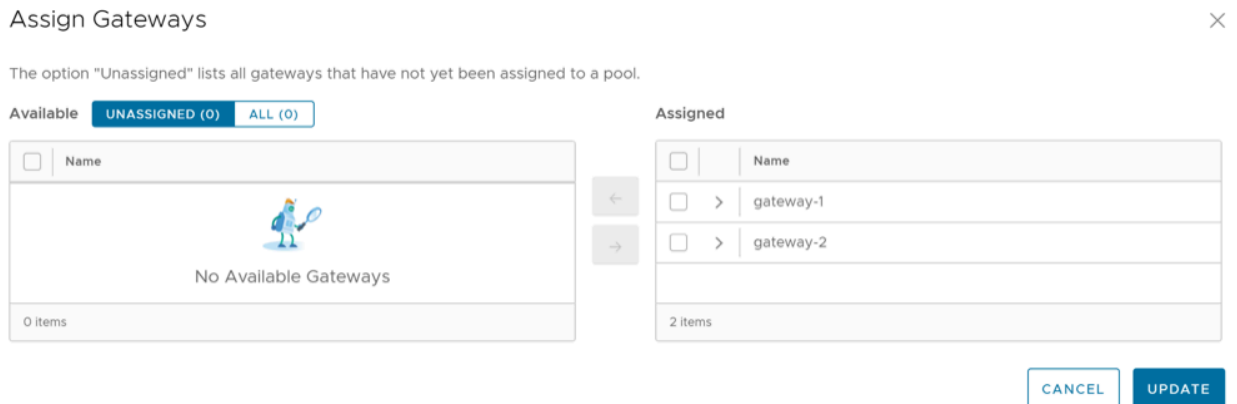 Assign Gateways
The option "Unassigned" lists all gateways that have not yet been assigned to a pool.
Available UNASSIGNED (0) ALL (0)
Name
No Available Gateways
0 items
Assigned
Name
gateway-1
gateway-2
2 items
CANCEL UPDATE